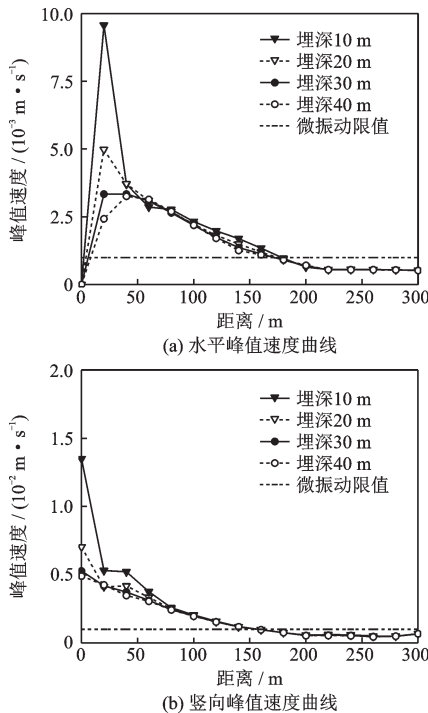 10.0
7.5
5.0
2.5
0
峰值速度 / (10⁻³ m·s⁻¹)
埋深10 m
埋深20 m
埋深30 m
埋深40 m
微振动限值
0 50 100 150 200 250 300
距离 / m
(a) 水平峰值速度曲线
2.0
1.5
1.0
0.5
0
峰值速度 / (10⁻² m·s⁻¹)
埋深10 m
埋深20 m
埋深30 m
埋深40 m
微振动限值
0 50 100 150 200 250 300
距离 / m
(b) 竖向峰值速度曲线